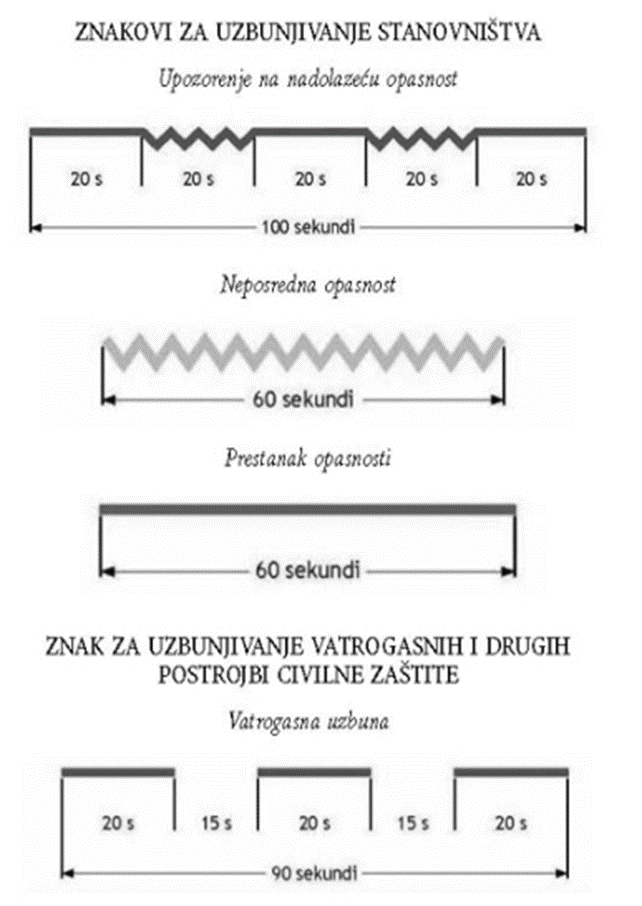 ZNAKOVI ZA UZBUNJIVANJE STANOVNIŠTVA
Upozorenje na nadolazeću opasnost
20 s 20 s 20 s 20 s 20 s
100 sekundi
Neposredna opasnost
60 sekundi
Prestanak opasnosti
60 sekundi
ZNAK ZA UZBUNJIVANJE VATROGASNIH I DRUGIH
POSTROJBI CIVILNE ZAŠTITE
Vatrogasna uzbuna
20 s 15 s 20 s 15 s 20 s
90 sekundi